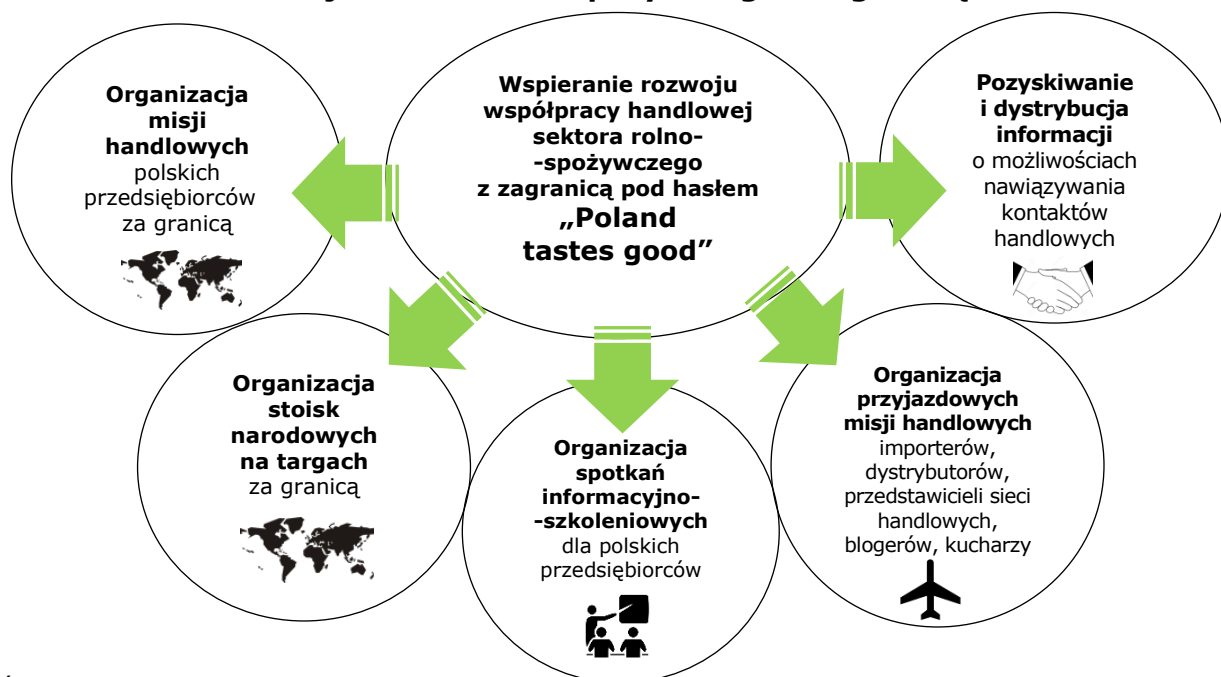 Organizacja
misji
handlowych
polskich
przedsiębiorców
za granicą
Wspieranie rozwoju
współpracy handlowej
sektora rolno-
-spożywczego
z zagranicą pod hasłem
„Poland
tastes good”
Pozyskiwanie
i dystrybucja
informacji
o możliwościach
nawiązywania
kontaktów
handlowych
Organizacja
stoisk
narodowych
na targach
za granicą
Organizacja
spotkań
informacyjno-
-szkoleniowych
dla polskich
przedsiębiorców
Organizacja
przyjazdowych
misji handlowych
importerów,
dystrybutorów,
przedstawicieli sieci
handlowych,
blogerów, kucharzy